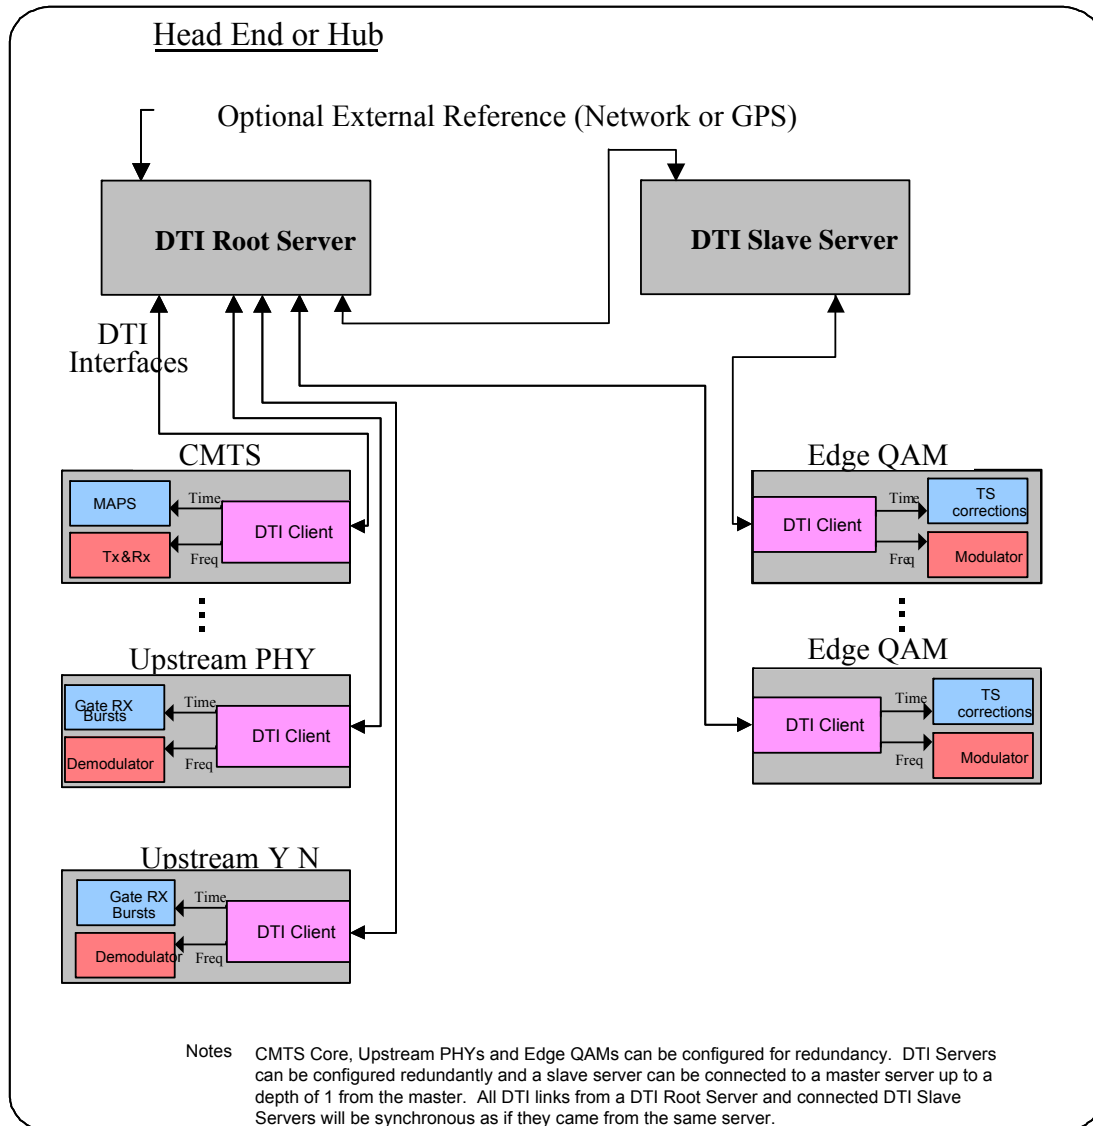 Head End or Hub
Optional External Reference (Network or GPS)
DTI Root Server
DTI Slave Server
DTI
Interfaces
CMTS
MAPS
Time
Tx&Rx
Freq
DTI Client
Edge QAM
DTI Client
Time
Freq
TS
corrections
Modulator
Upstream PHY
Gate RX
Bursts
Time
Demodulator
Freq
DTI Client
Edge QAM
DTI Client
Time
Freq
TS
corrections
Modulator
Upstream Y N
Gate RX
Bursts
Time
Demodulator
Freq
DTI Client
Notes
CMTS Core, Upstream PHYs and Edge QAMs can be configured for redundancy. DTI Servers
can be configured redundantly and a slave server can be connected to a master server up to a
depth of 1 from the master. All DTI links from a DTI Root Server and connected DTI Slave
Servers will be synchronous as if they came from the same server.